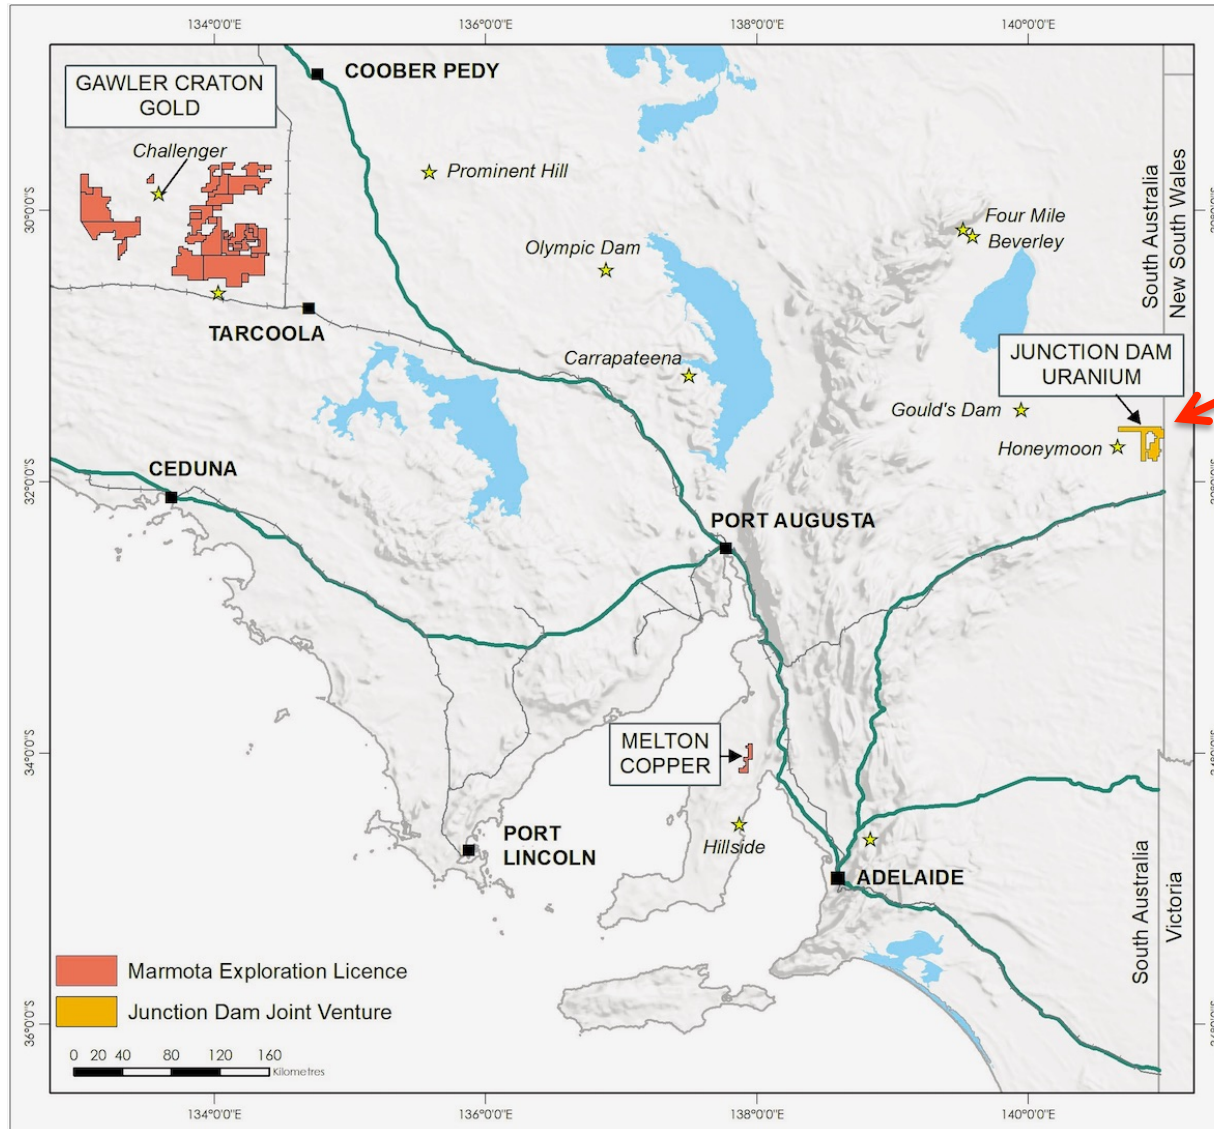 134°0'0"E
136°0'0"E
138°0'0"E
140°0'0"E
COOBER PEDY
GAWLER CRATON
GOLD
Challenger
Prominent Hill
South Australia
New South Wales
30°0'0"S
Four Mile
Beverley
Olympic Dam
TARCOOLA
Carrapateena
JUNCTION DAM
URANIUM
Gould's Dam
Honeymoon
CEDUNA
32°0'0"S
PORT AUGUSTA
34°0'0"S
MELTON
COPPER
PORT
LINCOLN
Hillside
ADELAIDE
South Australia
Victoria
Marmota Exploration Licence
Junction Dam Joint Venture
36°0'0"S
0 20 40 80 120 160
Kilometres
134°0'0"E
136°0'0"E
138°0'0"E
140°0'0"E